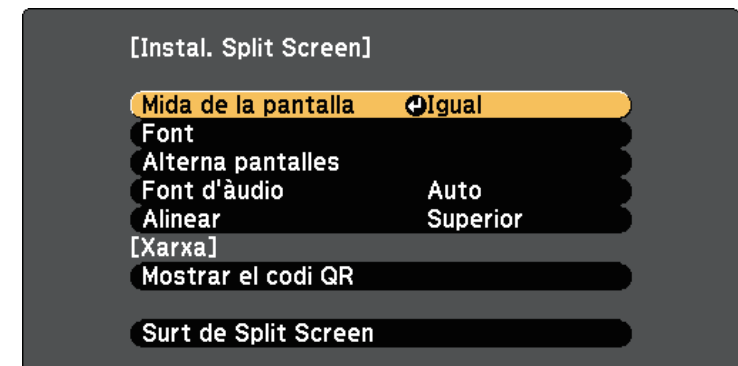 [Instal. Split Screen]
Mida de la pantalla Igual
Font
Alterna pantalles
Font d'àudio Auto
Alinear Superior
[Xarxa]
Mostrar el codi QR
Surt de Split Screen